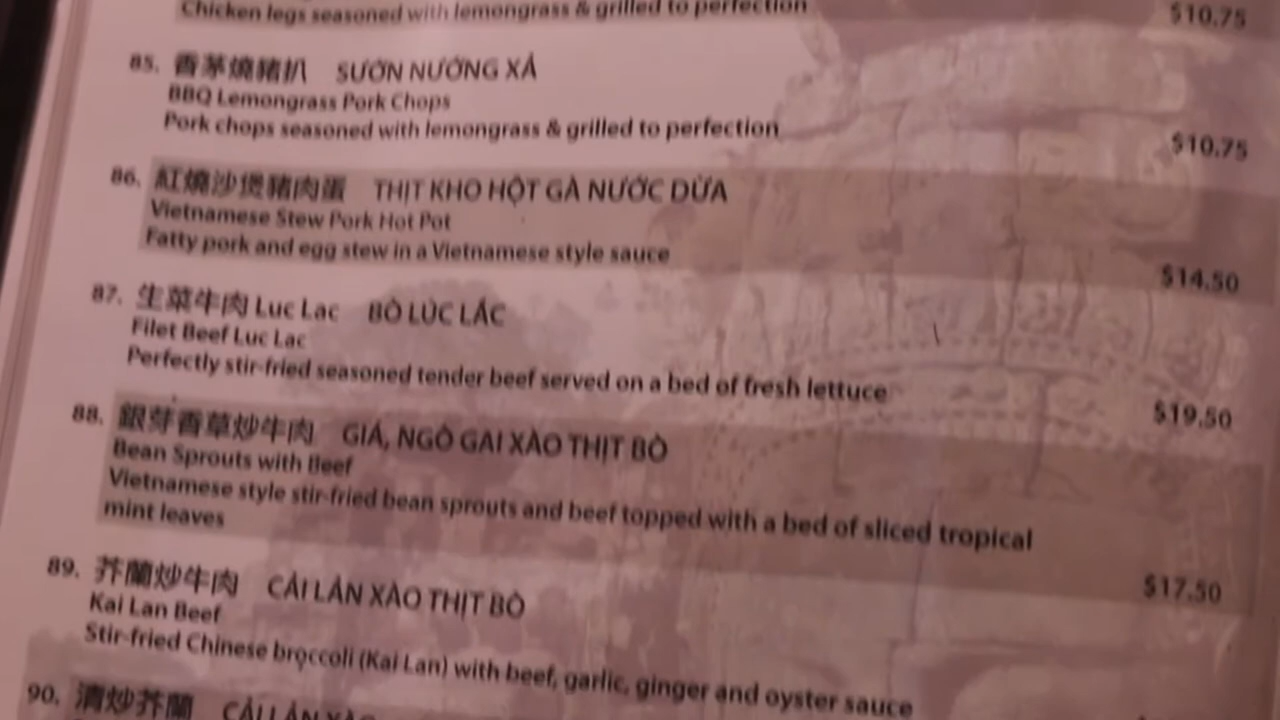 Chicken legs seasoned with lemongrass & grilled to perfection
$10.75
85. 香茅燒豬扒 SƯỜN NƯỚNG XẢ
BBQ Lemongrass Pork Chops
Pork chops seasoned with lemongrass & grilled to perfection
$10.75
86. 紅燒沙煲豬肉蛋 THỊT KHO HỘT GÀ NƯỚC DỪA
Vietnamese Stew Pork Hot Pot
Fatty pork and egg stew in a Vietnamese style sauce
$14.50
87. 生菜牛肉 Luc Lac BÒ LÚC LẮC
Filet Beef Luc Lac
Perfectly stir-fried seasoned tender beef served on a bed of fresh lettuce
$19.50
88. 銀芽香草炒牛肉 GIÁ, NGÒ GAI XÀO THỊT BÒ
Bean Sprouts with Beef
Vietnamese style stir-fried bean sprouts and beef topped with a bed of sliced tropical
mint leaves
$17.50
89. 芥蘭炒牛肉 CẢI LÀN XÀO THỊT BÒ
Kai Lan Beef
Stir-fried Chinese broccoli (Kai Lan) with beef, garlic, ginger and oyster sauce
90. 清炒芥蘭 CẢI LÀN XÀO